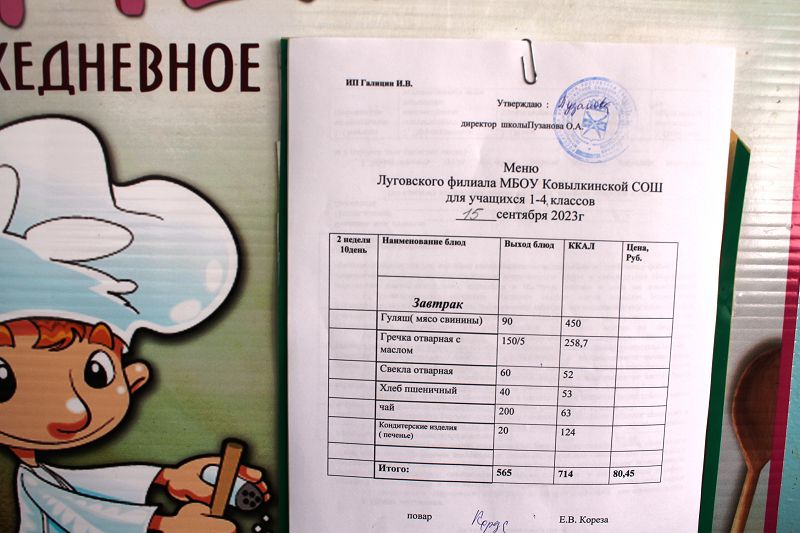 ЖЕДНЕВНОЕ
ИП Галицин И.В.
Утверждаю : Пузанова
директор школыПузанова О.А.
Меню
Луговского филиала МБОУ Ковылкинской СОШ
для учащихся 1-4 классов
15 сентября 2023г
2 неделя 10день Наименование блюд Выход блюд ККАЛ Цена, Руб.
Завтрак
Гуляш( мясо свинины) 90 450
Гречка отварная с 150/5 258,7
маслом
Свекла отварная 60 52
Хлеб пшеничный 40 53
чай 200 63
Кондитерские изделия 20 124
( печенье)
Итого: 565 714 80,45
повар Е.В. Кореза